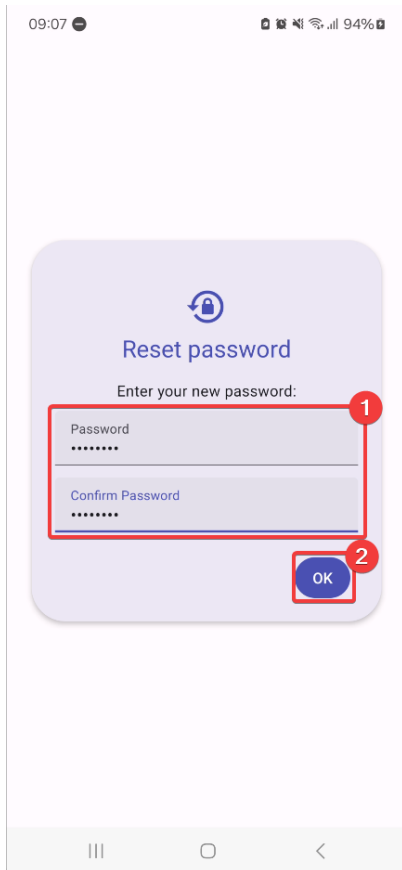 09:07 94%
Reset password
Enter your new password:
1
Password
••••••••
Confirm Password
••••••••
2
OK